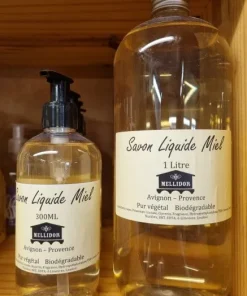 Savon Liquide Miel
300ML
MELLIDOR
Avignon - Provence
Pur végétal Biodégradable
Savon Liquide Miel
1 Litre
MELLIDOR
Avignon - Provence
Pur végétal Biodégradable